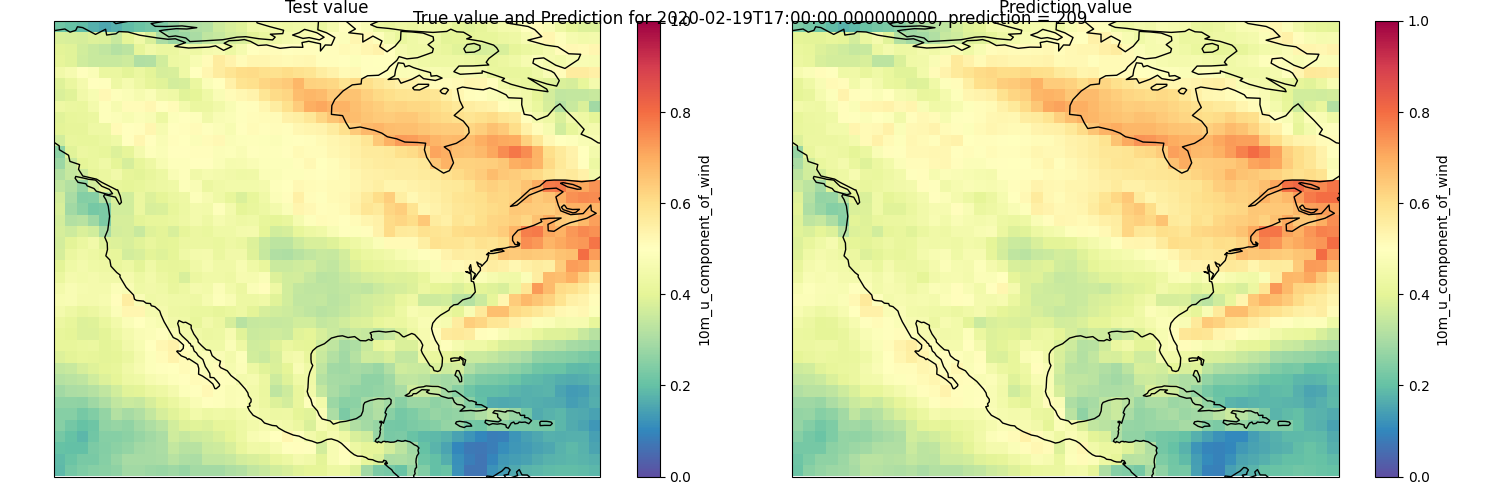 Test value
True value and Prediction for 2020-02-19T17:00:00.000000000, prediction = 209
Prediction value
1.0
0.8
0.6
0.4
0.2
0.0
10m_u_component_of_wind
1.0
0.8
0.6
0.4
0.2
0.0
10m_u_component_of_wind